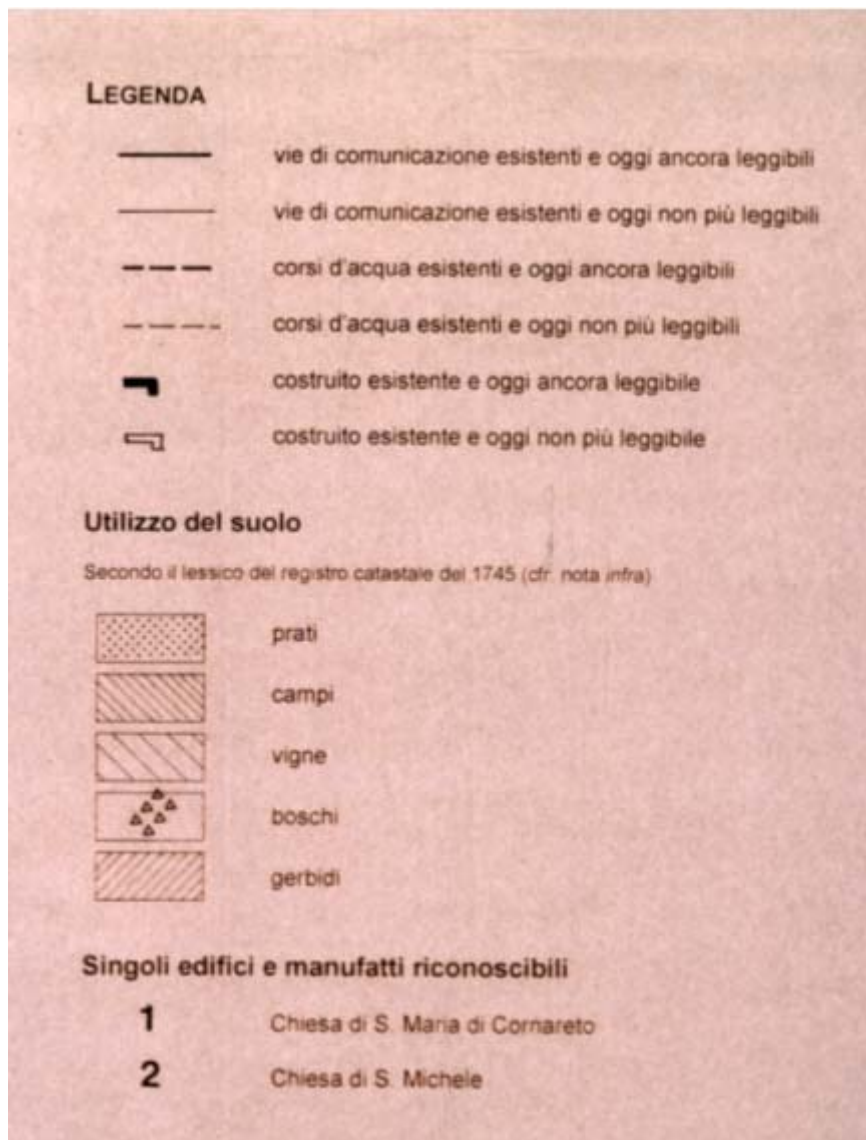 LEGENDA
vie di comunicazione esistenti e oggi ancora leggibili
vie di comunicazione esistenti e oggi non più leggibili
corsi d'acqua esistenti e oggi ancora leggibili
corsi d'acqua esistenti e oggi non più leggibili
costruito esistente e oggi ancora leggibile
costruito esistente e oggi non più leggibile
Utilizzo del suolo
Secondo il lessico del registro catastale del 1745 (cfr. nota infra)
prati
campi
vigne
boschi
gerbidi
Singoli edifici e manufatti riconoscibili
1 Chiesa di S. Maria di Cornareto
2 Chiesa di S. Michele